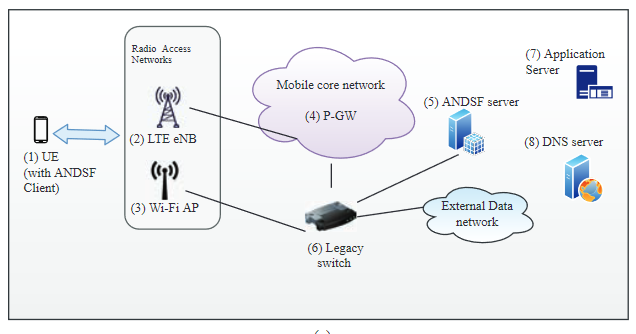 Radio Access
Networks
Mobile core network
(4) P-GW
(7) Application
Server
(5) ANDSF server
(8) DNS server
(1) UE
(with ANDSF
Client)
(2) LTE eNB
(3) Wi-Fi AP
External Data
network
(6) Legacy
switch